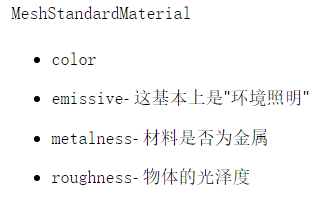 MeshStandardMaterial
• color
• emissive- 这基本上是"环境照明"
• metalness- 材料是否为金属
• roughness- 物体的光泽度